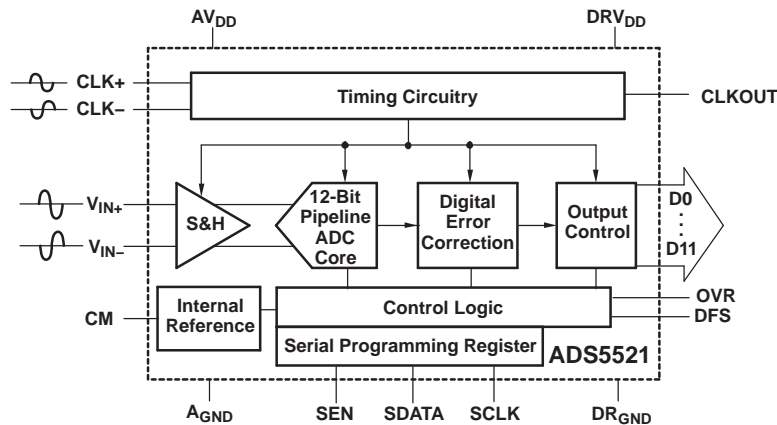 AVDD
DRVDD
CLK+
CLK–
Timing Circuitry
CLKOUT
VIN+
VIN–
S&H
12-Bit
Pipeline
ADC
Core
Digital
Error
Correction
Output
Control
D0
D11
CM
Internal
Reference
Control Logic
OVR
DFS
Serial Programming Register
ADS5521
AGND
SEN
SDATA
SCLK
DRGND